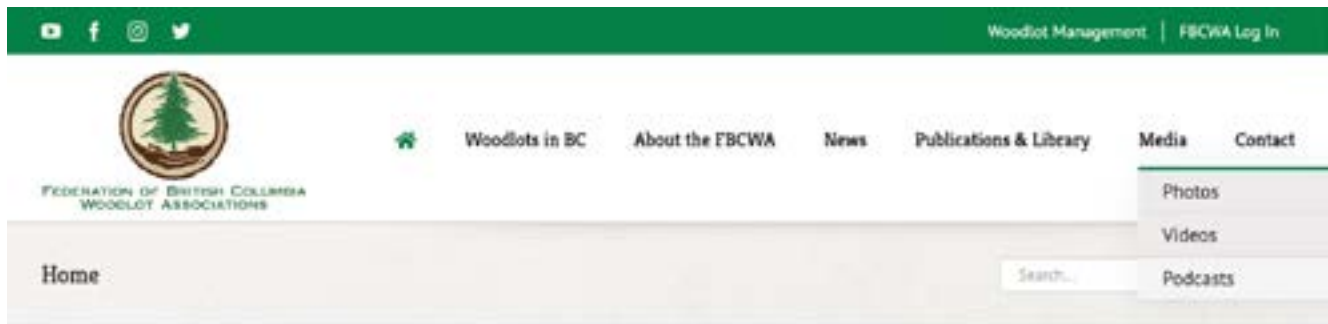 Woodlot Management | FBCWA Log In
FEDERATION OF BRITISH COLUMBIA
WOODLOT ASSOCIATIONS
Woodlots in BC About the FBCWA News Publications & Library Media Contact
Photos
Videos
Podcasts
Home
Search...